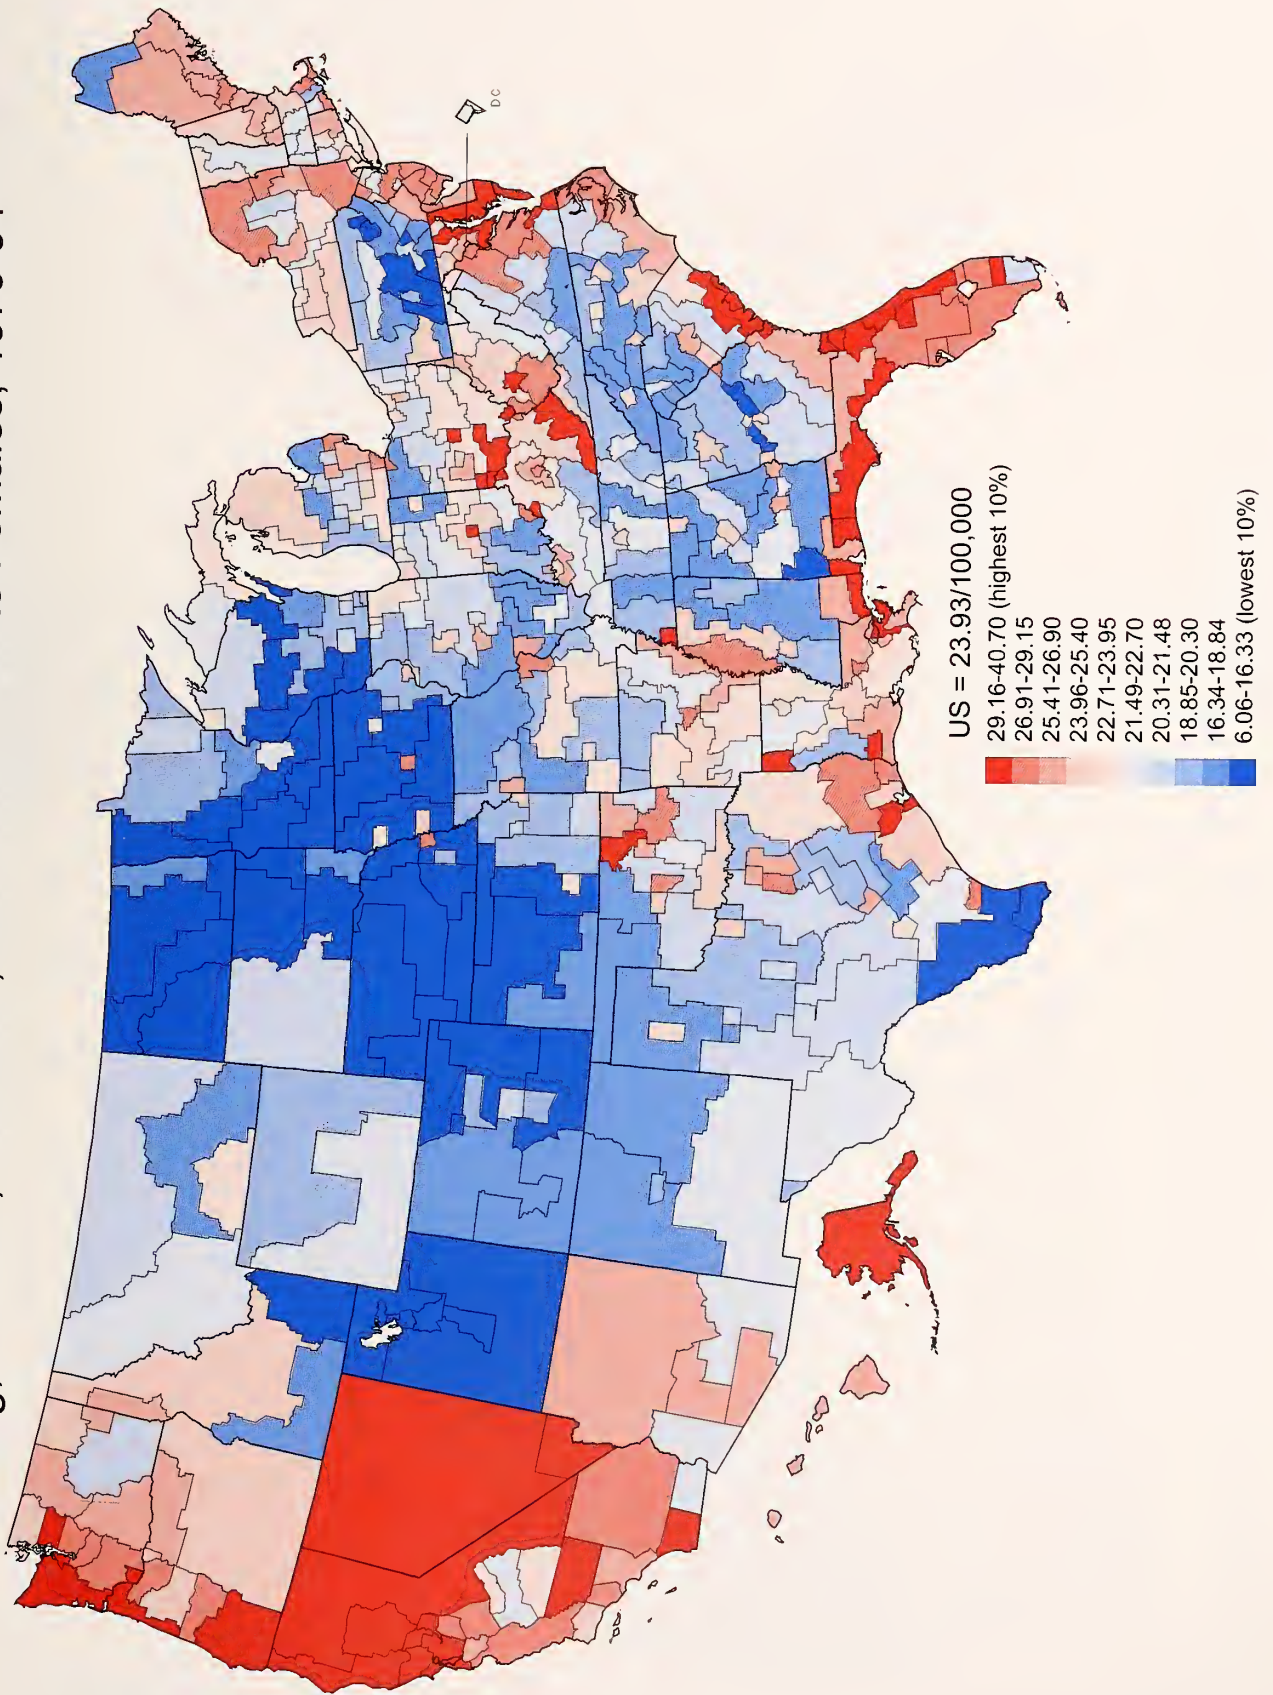 DC
US = 23.93/100,000
29.16-40.70 (highest 10%)
26.91-29.15
25.41-26.90
23.96-25.40
22.71-23.95
21.49-22.70
20.31-21.48
18.85-20.30
16.34-18.84
6.06-16.33 (lowest 10%)